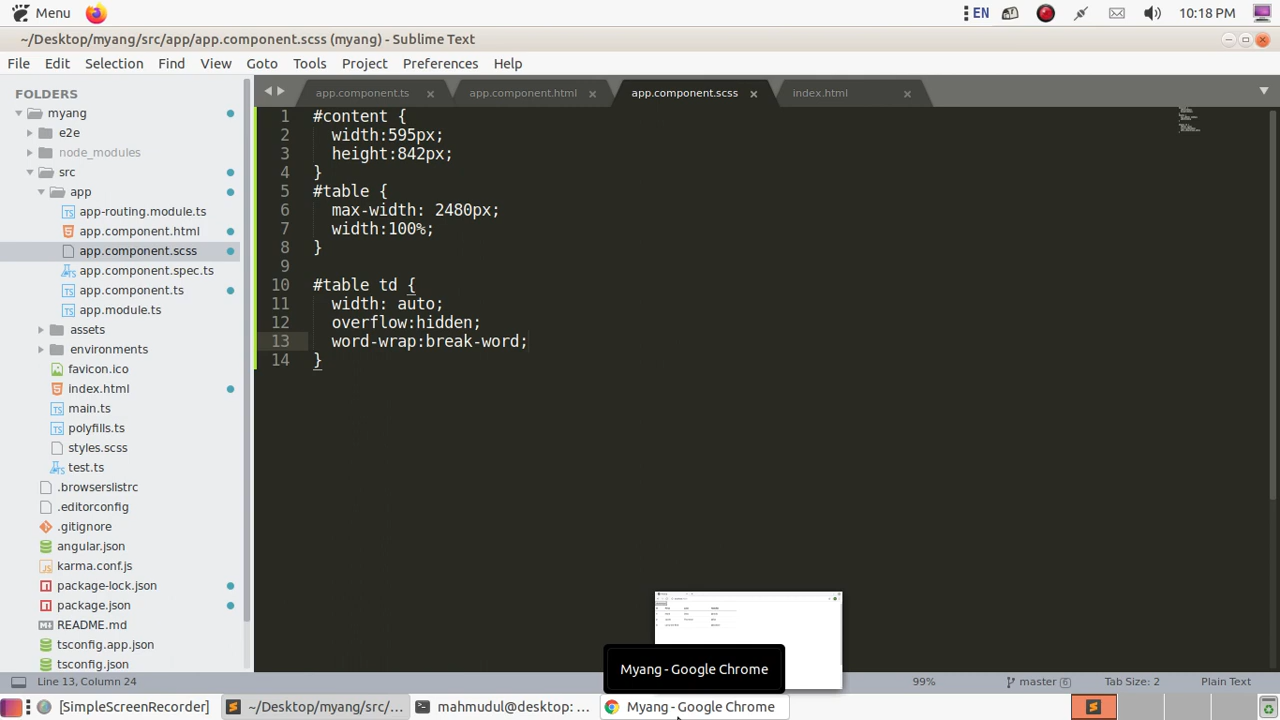 Menu
EN
10:18 PM
~/Desktop/myang/src/app/app.component.scss (myang) - Sublime Text
File Edit Selection Find View Goto Tools Project Preferences Help
FOLDERS
myang
e2e
node_modules
src
app
app-routing.module.ts
app.component.html
app.component.scss
app.component.spec.ts
app.component.ts
app.module.ts
assets
environments
favicon.ico
index.html
main.ts
polyfills.ts
styles.scss
test.ts
.browserslistrc
.editorconfig
.gitignore
angular.json
karma.conf.js
package-lock.json
package.json
README.md
tsconfig.app.json
tsconfig.json
app.component.ts app.component.html app.component.scss index.html
1 #content {
2 width:595px;
3 height:842px;
4 }
5 #table {
6 max-width: 2480px;
7 width:100%;
8 }
9
10 #table td {
11 width: auto;
12 overflow:hidden;
13 word-wrap:break-word;
14 }
Myang - Google Chrome
Line 13, Column 24
99%
master 6
Tab Size: 2
Plain Text
[SimpleScreenRecorder]
~/Desktop/myang/src/...
mahmudul@desktop: ...
Myang - Google Chrome